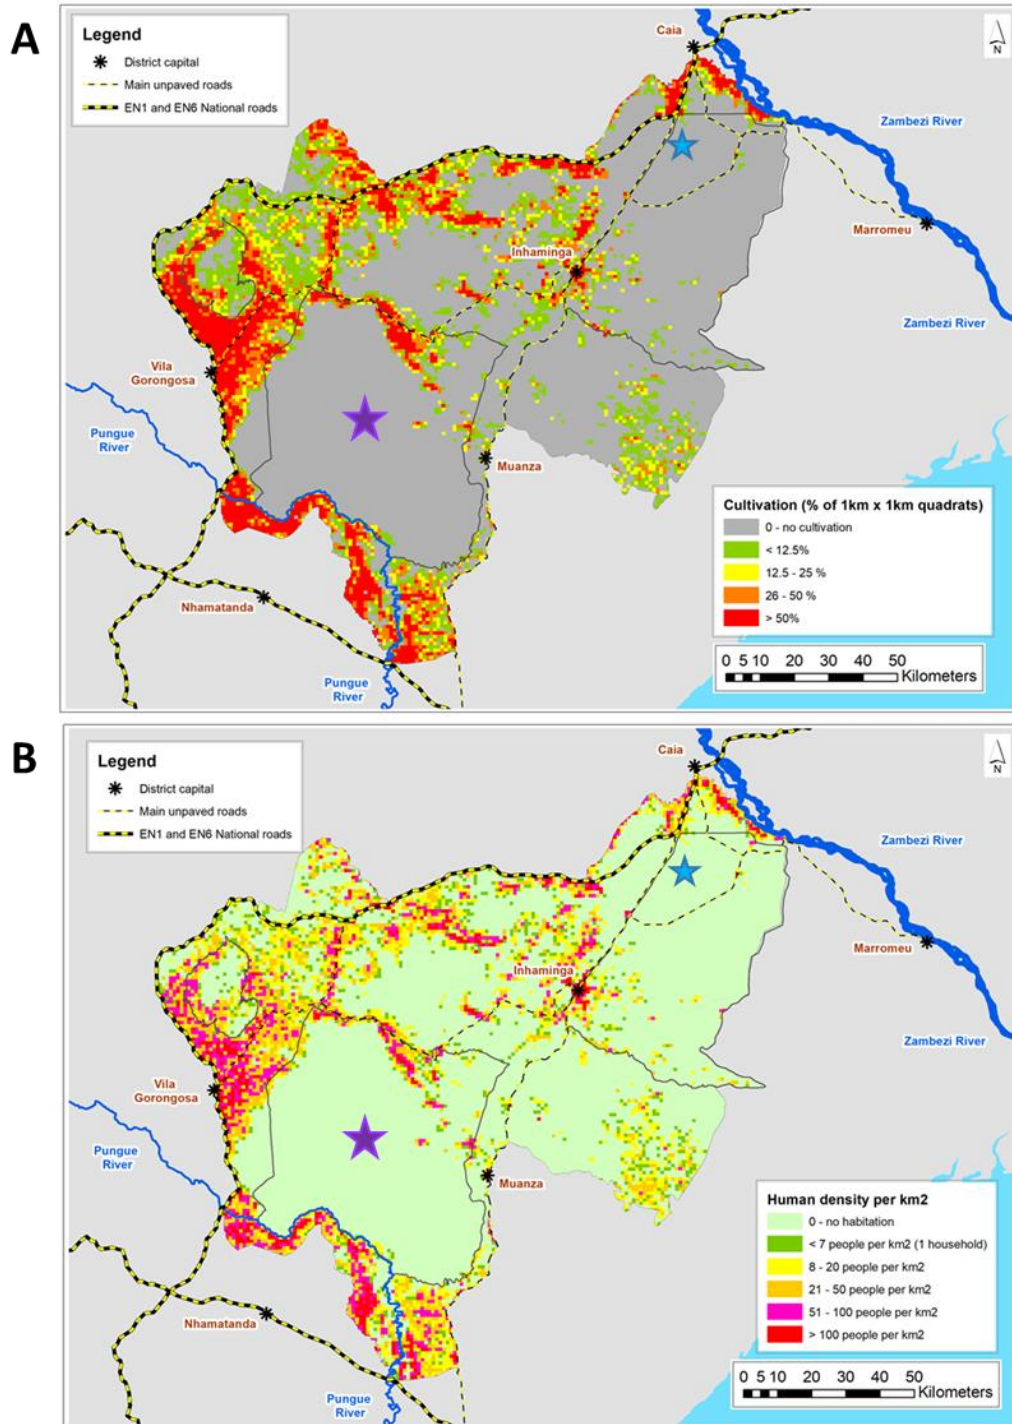 A
Legend
District capital
Main unpaved roads
EN1 and EN6 National roads
Caia
N
Zambezi River
Marromeu
Inhaminga
Zambezi River
Vila
Gorongosa
Pungue
River
Muanza
Cultivation (% of 1km x 1km quadrats)
0 - no cultivation
< 12.5%
12.5 - 25 %
26 - 50 %
> 50%
Nhamatanda
0 5 10 20 30 40 50
Kilometers
Pungue
River
B
Legend
District capital
Main unpaved roads
EN1 and EN6 National roads
Caia
N
Zambezi River
Marromeu
Inhaminga
Zambezi River
Vila
Gorongosa
Pungue
River
Muanza
Human density per km2
0 - no habitation
< 7 people per km2 (1 household)
8 - 20 people per km2
21 - 50 people per km2
51 - 100 people per km2
> 100 people per km2
Nhamatanda
0 5 10 20 30 40 50
Kilometers
Pungue
River